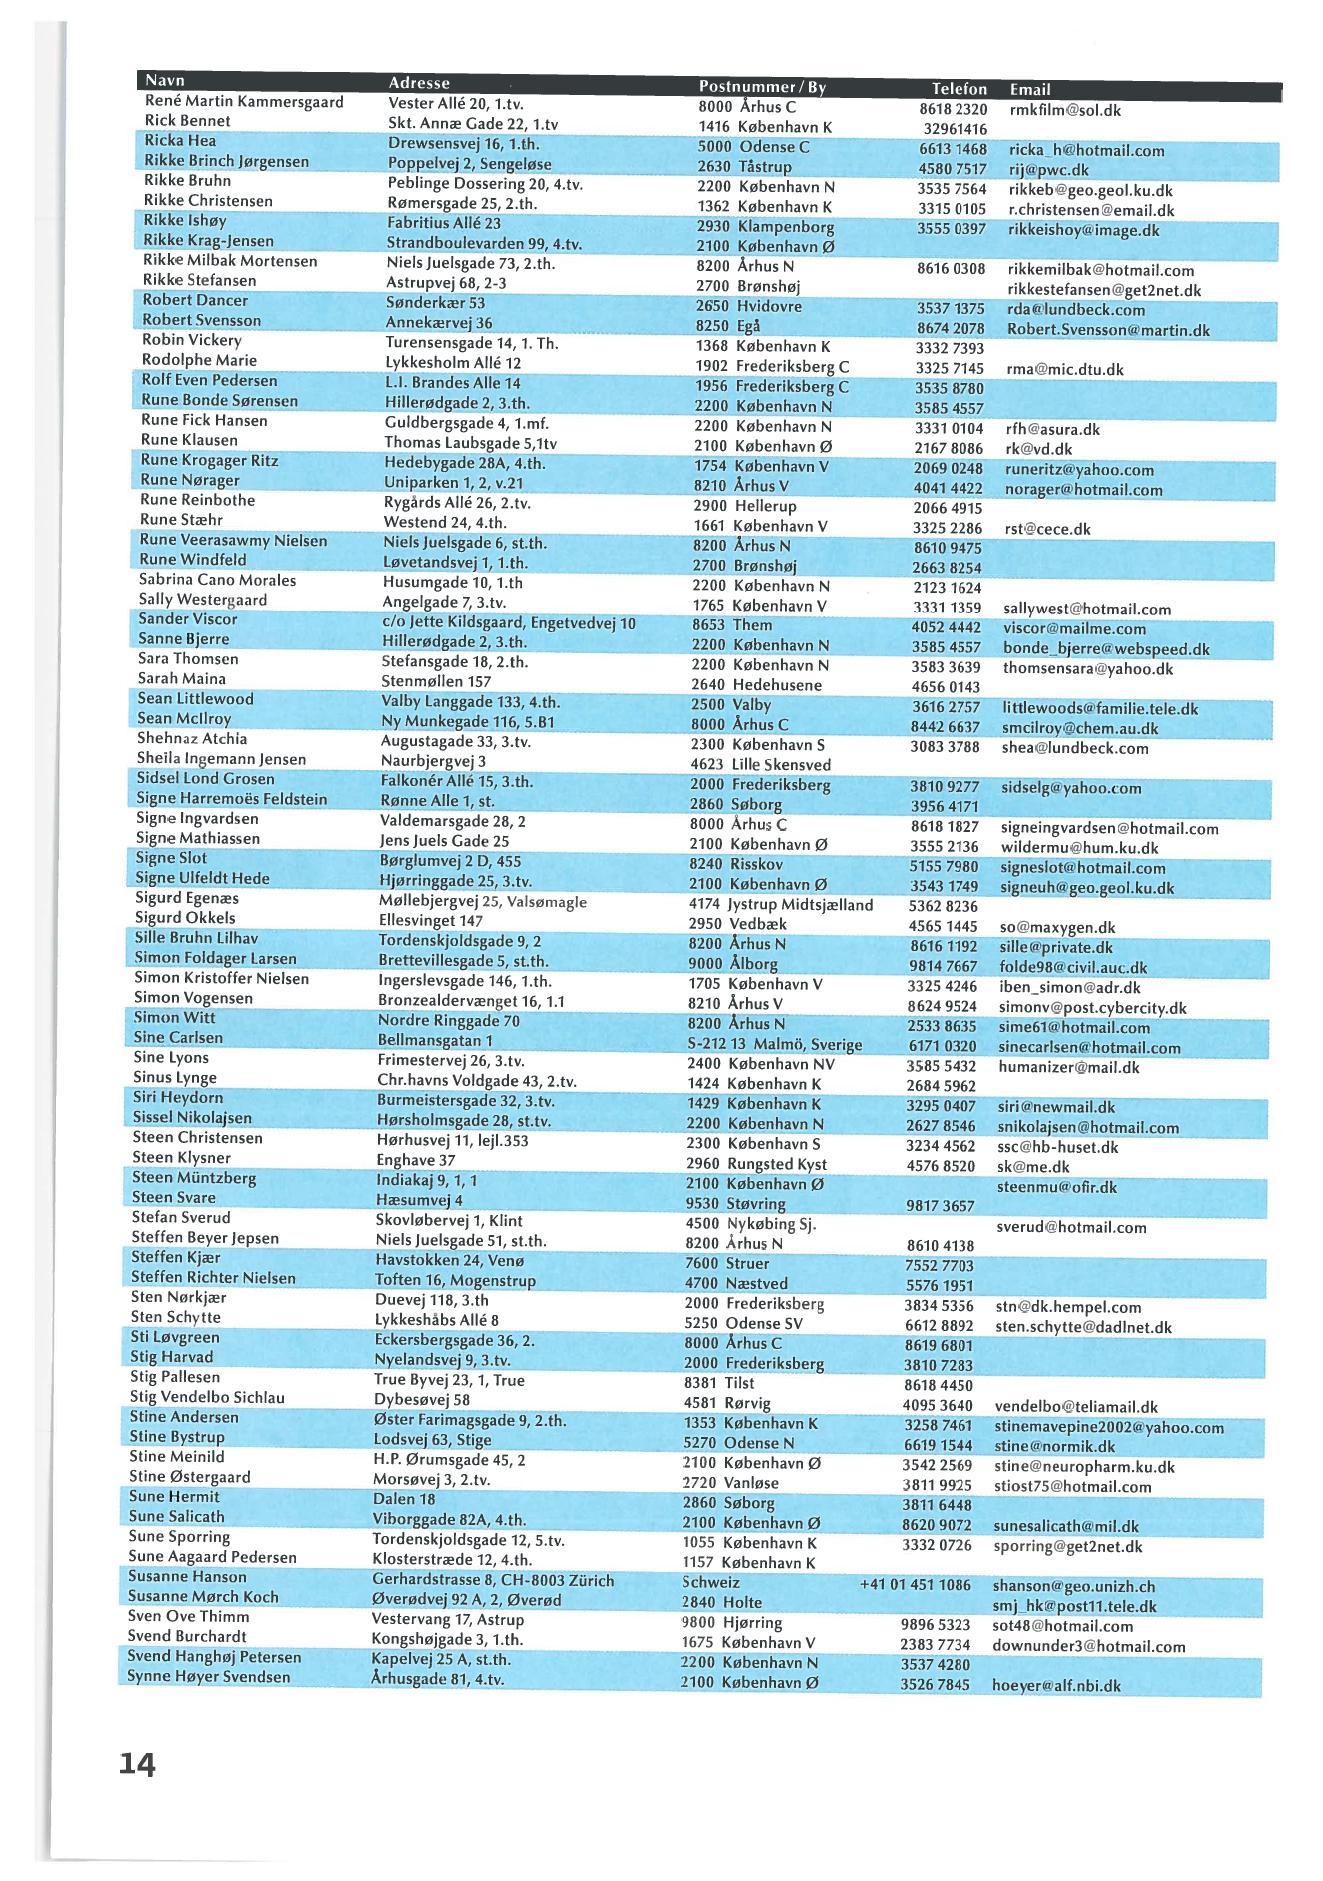 Navn Adresse Postnummer / By Telefon Email
René Martin Kammersgaard Vester Allé 20, 1.tv. 8000 Århus C 8618 2320 rmkfilm@sol.dk
Rick Bennet Skt. Annæ Gade 22, 1.tv 1416 København K 32961416
Ricka Hea Drewsensvej 16, 1.th. 5000 Odense C 6613 1468 ricka_h@hotmail.com
Rikke Brinch Jørgensen Poppelvej 2, Sengeløse 2630 Tåstrup 4580 7517 rij@pwc.dk
Rikke Bruhn Peblinge Dossering 20, 4.tv. 2200 København N 3535 7564 rikkeb@geo.geol.ku.dk
Rikke Christensen Rømersgade 25, 2.th. 1362 København K 3315 0105 r.christensen@email.dk
Rikke Ishøy Fabritius Allé 23 2930 Klampenborg 3555 0397 rikkeishoy@image.dk
Rikke Krag-Jensen Strandboulevarden 99, 4.tv. 2100 København Ø
Rikke Milbak Mortensen Niels Juelsgade 73, 2.th. 8200 Århus N 8616 0308 rikkemilbak@hotmail.com
Rikke Stefansen Astrupvej 68, 2-3 2700 Brønshøj rikkestefansen@get2net.dk
Robert Dancer Sønderkær 53 2650 Hvidovre 3537 1375 rda@lundbeck.com
Robert Svensson Annekærvej 36 8250 Egå 8674 2078 Robert.Svensson@martin.dk
Robin Vickery Turensensgade 14, 1. Th. 1368 København K 3332 7393
Rodolphe Marie Lykkesholm Allé 12 1902 Frederiksberg C 3325 7145 rma@mic.dtu.dk
Rolf Even Pedersen L.I. Brandes Alle 14 1956 Frederiksberg C 3535 8780
Rune Bonde Sørensen Hillerødgade 2, 3.th. 2200 København N 3585 4557
Rune Fick Hansen Guldbergsgade 4, 1.mf. 2200 København N 3331 0104 rfh@asura.dk
Rune Klausen Thomas Laubsgade 5,1tv 2100 København Ø 2167 8086 rk@vd.dk
Rune Krogager Ritz Hedebygade 28A, 4.th. 1754 København V 2069 0248 runeritz@yahoo.com
Rune Nørager Uniparken 1, 2, v.21 8210 Århus V 4041 4422 norager@hotmail.com
Rune Reinbothe Rygårds Allé 26, 2.tv. 2900 Hellerup 2066 4915
Rune Stæhr Westend 24, 4.th. 1661 København V 3325 2286 rst@cece.dk
Rune Veerasawmy Nielsen Niels Juelsgade 6, st.th. 8200 Århus N 8610 9475
Rune Windfeld Løvetandsvej 1, 1.th. 2700 Brønshøj 2663 8254
Sabrina Cano Morales Husumgade 10, 1.th 2200 København N 2123 1624
Sally Westergaard Angelgade 7, 3.tv. 1765 København V 3331 1359 sallywest@hotmail.com
Sander Viscor c/o Jette Kildsgaard, Engetvedvej 10 8653 Them 4052 4442 viscor@mailme.com
Sanne Bjerre Hillerødgade 2, 3.th. 2200 København N 3585 4557 bonde_bjerre@webspeed.dk
Sara Thomsen Stefansgade 18, 2.th. 2200 København N 3583 3639 thomsensara@yahoo.dk
Sarah Maina Stenmøllen 157 2640 Hedehusene 4656 0143
Sean Littlewood Valby Langgade 133, 4.th. 2500 Valby 3616 2757 littlewoods@familie.tele.dk
Sean McIlroy Ny Munkegade 116, 5.B1 8000 Århus C 8442 6637 smcilroy@chem.au.dk
Shehnaz Atchia Augustagade 33, 3.tv. 2300 København S 3083 3788 shea@lundbeck.com
Sheila Ingemann Jensen Naurbjergvej 3 4623 Lille Skensved
Sidsel Lond Grosen Falkonér Allé 15, 3.th. 2000 Frederiksberg 3810 9277 sidselg@yahoo.com
Signe Harremoës Feldstein Rønne Alle 1, st. 2860 Søborg 3956 4171
Signe Ingvardsen Valdemarsgade 28, 2 8000 Århus C 8618 1827 signeingvardsen@hotmail.com
Signe Mathiassen Jens Juels Gade 25 2100 København Ø 3555 2136 wildermu@hum.ku.dk
Signe Slot Børglumvej 2 D, 455 8240 Risskov 5155 7980 signeslot@hotmail.com
Signe Ulfeldt Hede Hjørringgade 25, 3.tv. 2100 København Ø 3543 1749 signeuh@geo.geol.ku.dk
Sigurd Egenæs Møllebjergvej 25, Valsømagle 4174 Jystrup Midtsjælland 5362 8236
Sigurd Okkels Ellesvinget 147 2950 Vedbæk 4565 1445 so@maxygen.dk
Sille Bruhn Lilhav Tordenskjoldsgade 9, 2 8200 Århus N 8616 1192 sille@private.dk
Simon Foldager Larsen Brettevillesgade 5, st.th. 9000 Ålborg 9814 7667 folde98@civil.auc.dk
Simon Kristoffer Nielsen Ingerslevsgade 146, 1.th. 1705 København V 3325 4246 iben_simon@adr.dk
Simon Vogensen Bronzealdervænget 16, 1.1 8210 Århus V 8624 9524 simonv@post.cybercity.dk
Simon Witt Nordre Ringgade 70 8200 Århus N 2533 8635 sime61@hotmail.com
Sine Carlsen Bellmansgatan 1 S-212 13 Malmö, Sverige 6171 0320 sinecarlsen@hotmail.com
Sine Lyons Frimestervej 26, 3.tv. 2400 København NV 3585 5432 humanizer@mail.dk
Sinus Lynge Chr.havns Voldgade 43, 2.tv. 1424 København K 2684 5962
Siri Heydorn Burmeistersgade 32, 3.tv. 1429 København K 3295 0407 siri@newmail.dk
Sissel Nikolajsen Hørsholmsgade 28, st.tv. 2200 København N 2627 8546 snikolajsen@hotmail.com
Steen Christensen Hørhusvej 11, lejl.353 2300 København S 3234 4562 ssc@hb-huset.dk
Steen Klysner Enghave 37 2960 Rungsted Kyst 4576 8520 sk@me.dk
Steen Müntzberg Indiakaj 9, 1, 1 2100 København Ø steenmu@ofir.dk
Steen Svare Hæsumvej 4 9530 Støvring 9817 3657
Stefan Sverud Skovløbervej 1, Klint 4500 Nykøbing Sj. sverud@hotmail.com
Steffen Beyer Jepsen Niels Juelsgade 51, st.th. 8200 Århus N 8610 4138
Steffen Kjær Havstokken 24, Venø 7600 Struer 7552 7703
Steffen Richter Nielsen Toften 16, Mogenstrup 4700 Næstved 5576 1951
Sten Nørkjær Duevej 118, 3.th 2000 Frederiksberg 3834 5356 stn@dk.hempel.com
Sten Schytte Lykkeshåbs Allé 8 5250 Odense SV 6612 8892 sten.schytte@dadlnet.dk
Sti Løvgreen Eckersbergsgade 36, 2. 8000 Århus C 8619 6801
Stig Harvad Nyelandsvej 9, 3.tv. 2000 Frederiksberg 3810 7283
Stig Pallesen True Byvej 23, 1, True 8381 Tilst 8618 4450
Stig Vendelbo Sichlau Dybesøvej 58 4581 Rørvig 4095 3640 vendelbo@teliamail.dk
Stine Andersen Øster Farimagsgade 9, 2.th. 1353 København K 3258 7461 stinemavepine2002@yahoo.com
Stine Bystrup Lodsvej 63, Stige 5270 Odense N 6619 1544 stine@normik.dk
Stine Meinild H.P. Ørumsgade 45, 2 2100 København Ø 3542 2569 stine@neuropharm.ku.dk
Stine Østergaard Morsøvej 3, 2.tv. 2720 Vanløse 3811 9925 stiost75@hotmail.com
Sune Hermit Dalen 18 2860 Søborg 3811 6448
Sune Salicath Viborggade 82A, 4.th. 2100 København Ø 8620 9072 sunesalicath@mil.dk
Sune Sporring Tordenskjoldsgade 12, 5.tv. 1055 København K 3332 0726 sporring@get2net.dk
Sune Aagaard Pedersen Klosterstræde 12, 4.th. 1157 København K
Susanne Hanson Gerhardstrasse 8, CH-8003 Zürich Schweiz +41 01 451 1086 shanson@geo.unizh.ch
Susanne Mørch Koch Øverødvej 92 A, 2, Øverød 2840 Holte smj_hk@post11.tele.dk
Sven Ove Thimm Vestervang 17, Astrup 9800 Hjørring 9896 5323 sot48@hotmail.com
Svend Burchardt Kongshøjgade 3, 1.th. 1675 København V 2383 7734 downunder3@hotmail.com
Svend Hanghøj Petersen Kapelvej 25 A, st.th. 2200 København N 3537 4280
Synne Høyer Svendsen Århusgade 81, 4.tv. 2100 København Ø 3526 7845 hoeyer@alf.nbi.dk
14